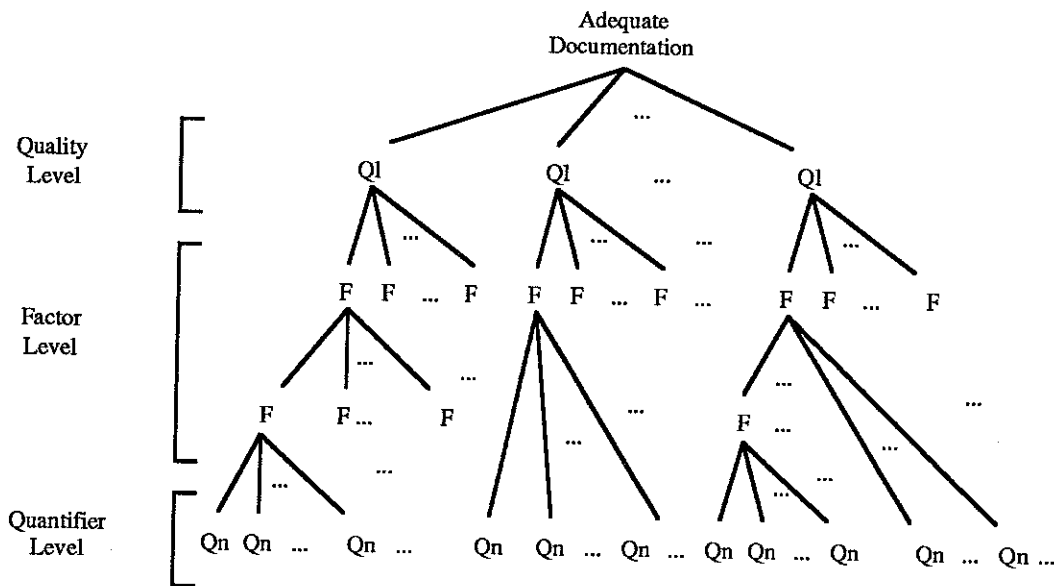 Adequate
Documentation
...
Quality
Level
Ql Ql ... Ql
... ... ... ...
F F ... F F F ... F ... F F ... F
Factor
Level
... ... ...
... ...
F F ... F F ...
... ... ...
... ... ... ...
Quantifier
Level
Qn Qn ... Qn ... Qn Qn ... Qn ... Qn Qn ... Qn Qn ... Qn ...